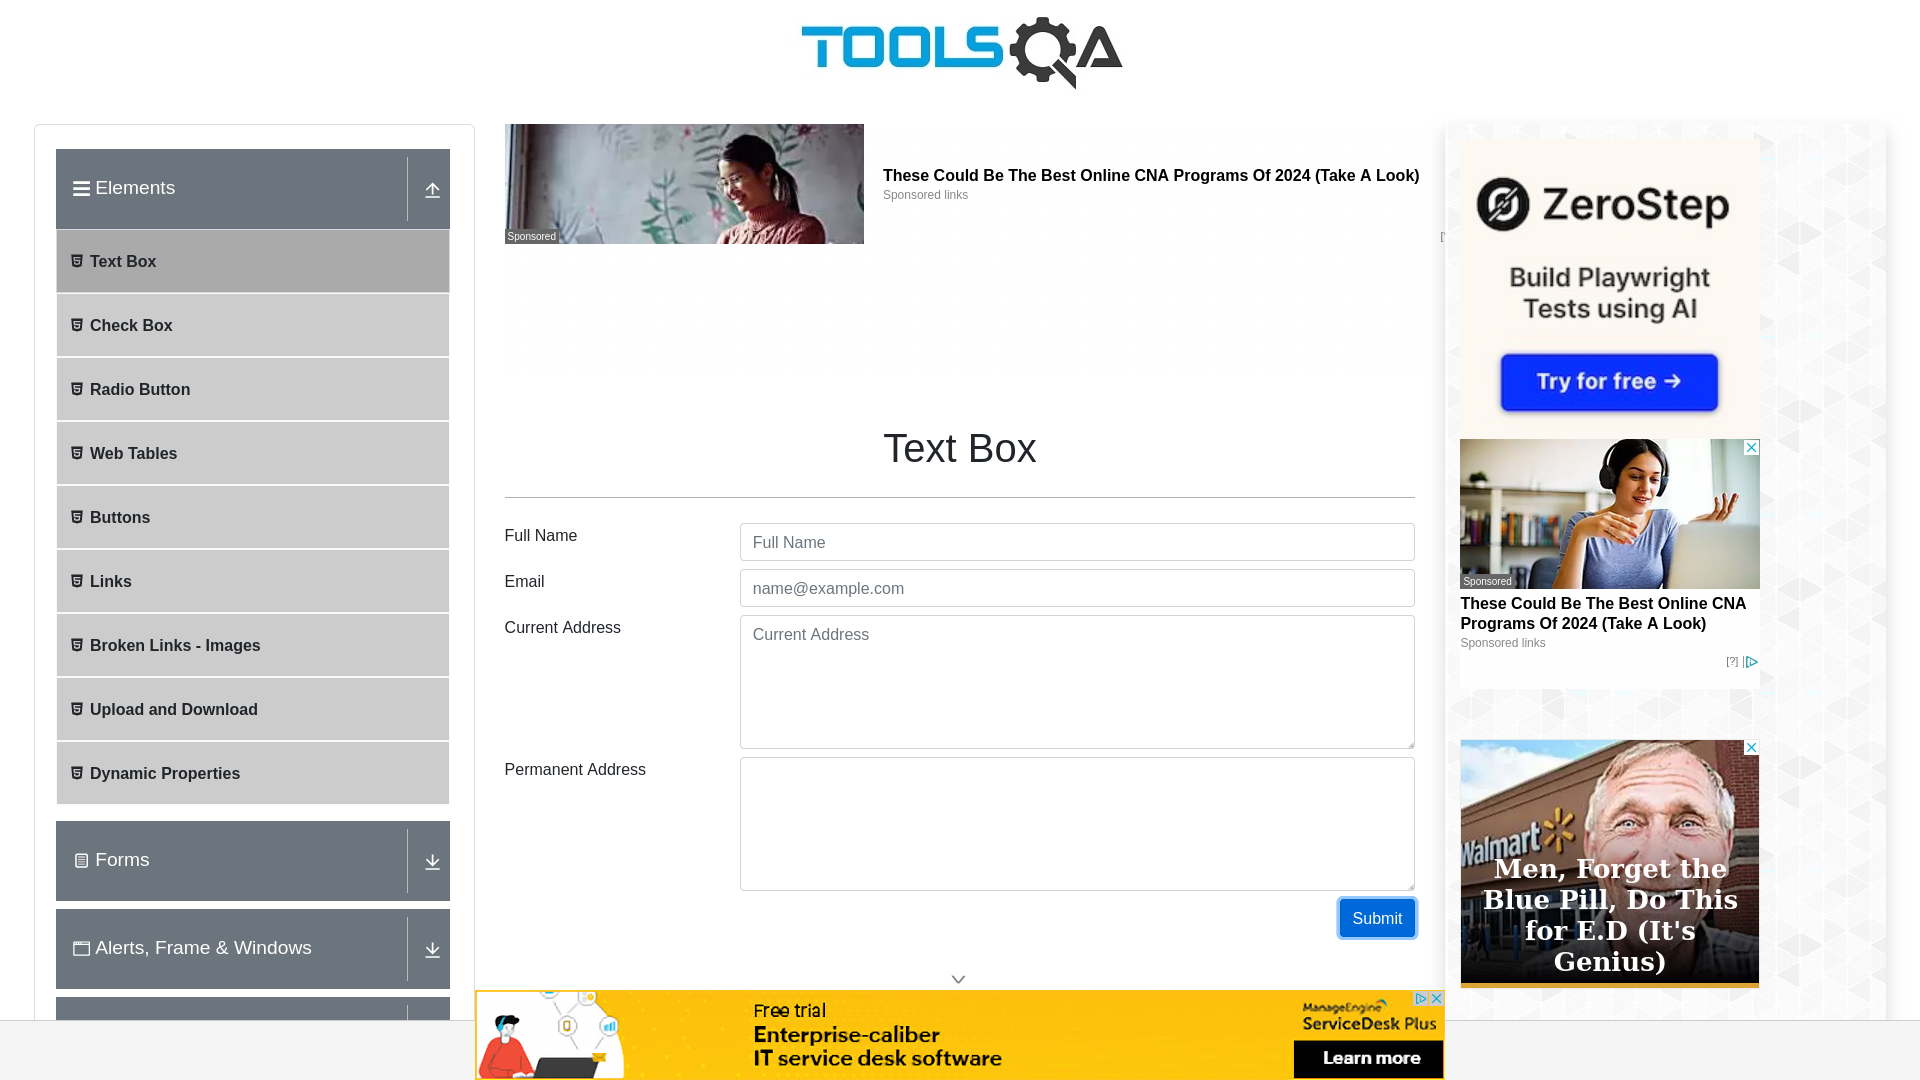 TOOLSQA
Elements
Text Box
Check Box
Radio Button
Web Tables
Buttons
Links
Broken Links - Images
Upload and Download
Dynamic Properties
Forms
Alerts, Frame & Windows
Sponsored
These Could Be The Best Online CNA Programs Of 2024 (Take A Look)
Sponsored links
Text Box
Full Name
Full Name
Email
name@example.com
Current Address
Current Address
Permanent Address
Submit
Free trial
Enterprise-caliber
IT service desk software
ManageEngine
ServiceDesk Plus
Learn more
ZeroStep
Build Playwright
Tests using AI
Try for free →
Sponsored
These Could Be The Best Online CNA
Programs Of 2024 (Take A Look)
Sponsored links
[?]
Walmart
Men, Forget the
Blue Pill, Do This
for E.D (It's
Genius)